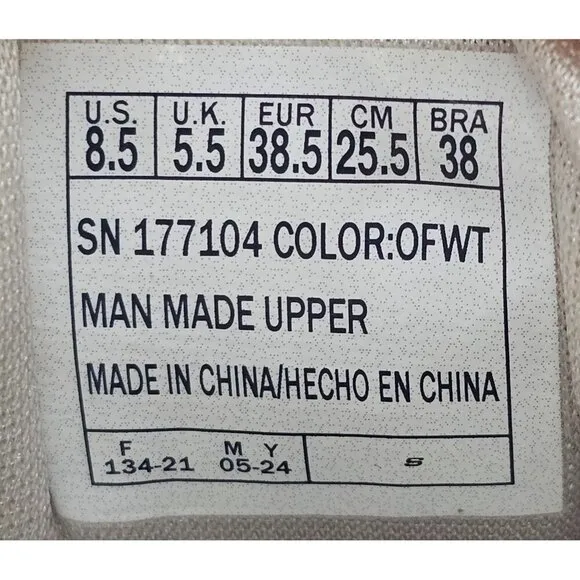 U.S. U.K. EUR CM BRA
8.5 5.5 38.5 25.5 38
SN 177104 COLOR:OFWT
MAN MADE UPPER
MADE IN CHINA/HECHO EN CHINA
F M Y
134-21 05-24 S